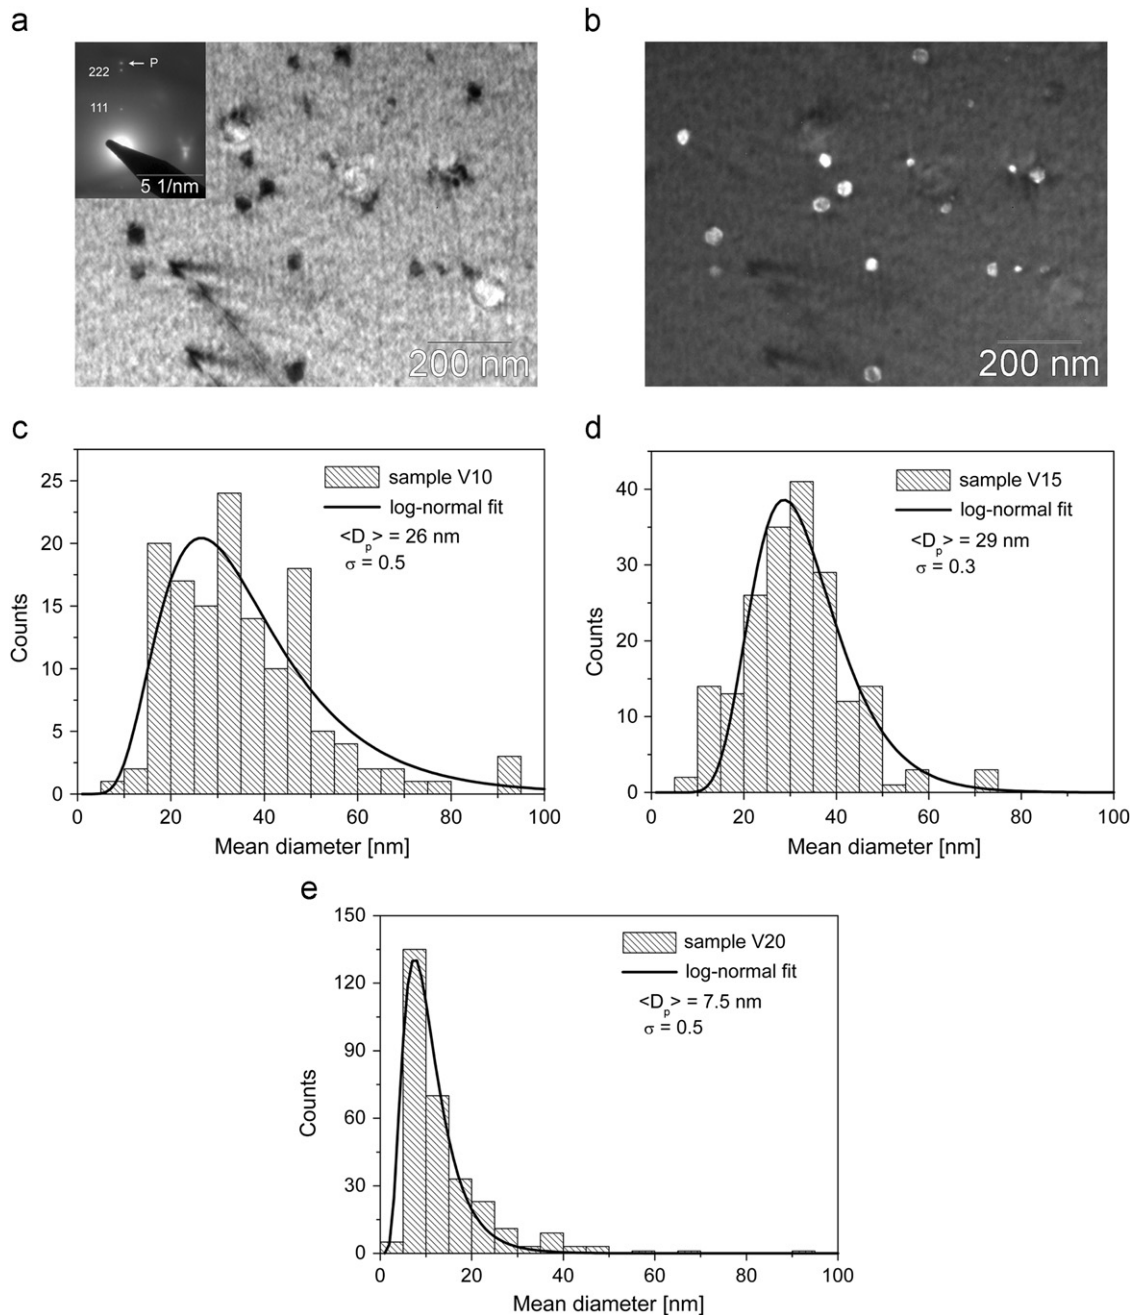 a
b
P
222
111
5 1/nm
200 nm
200 nm
c
d
sample V10
log-normal fit
<Dp> = 26 nm
σ = 0.5
25
20
15
10
5
0
Counts
0 20 40 60 80 100
Mean diameter [nm]
sample V15
log-normal fit
<Dp> = 29 nm
σ = 0.3
40
30
20
10
0
Counts
0 20 40 60 80 100
Mean diameter [nm]
e
sample V20
log-normal fit
<Dp> = 7.5 nm
σ = 0.5
150
120
90
60
30
0
Counts
0 20 40 60 80 100
Mean diameter [nm]